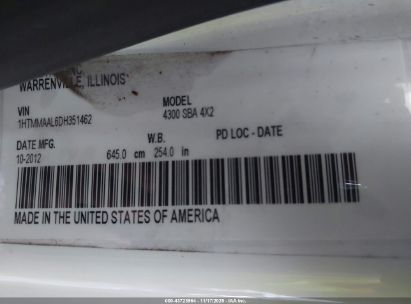 WARRENVILLE, ILLINOIS
VIN MODEL
1HTMMAAL6DH351462 4300 SBA 4X2
DATE MFG. W.B. PD LOC - DATE
10-2012 645.0 cm 254.0 in
MADE IN THE UNITED STATES OF AMERICA